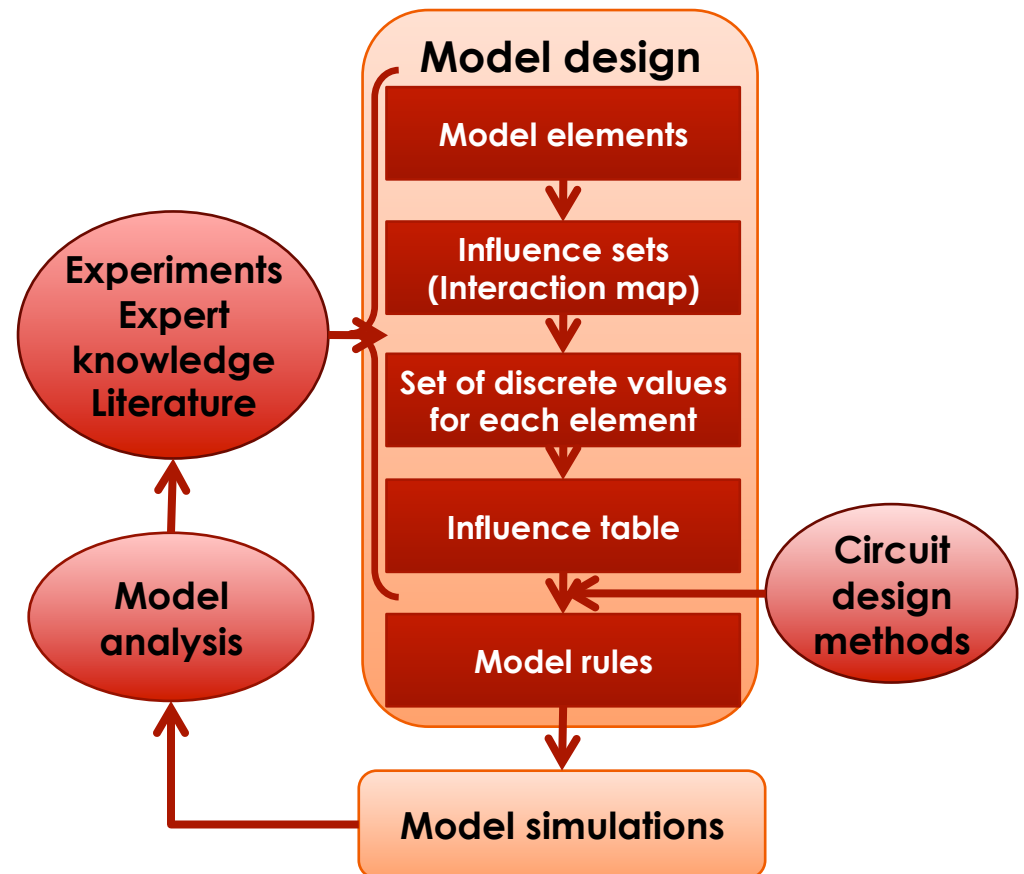 Model design
Model elements
Influence sets
(Interaction map)
Experiments
Expert
knowledge
Literature
Set of discrete values
for each element
Influence table
Circuit
design
methods
Model
analysis
Model rules
Model simulations